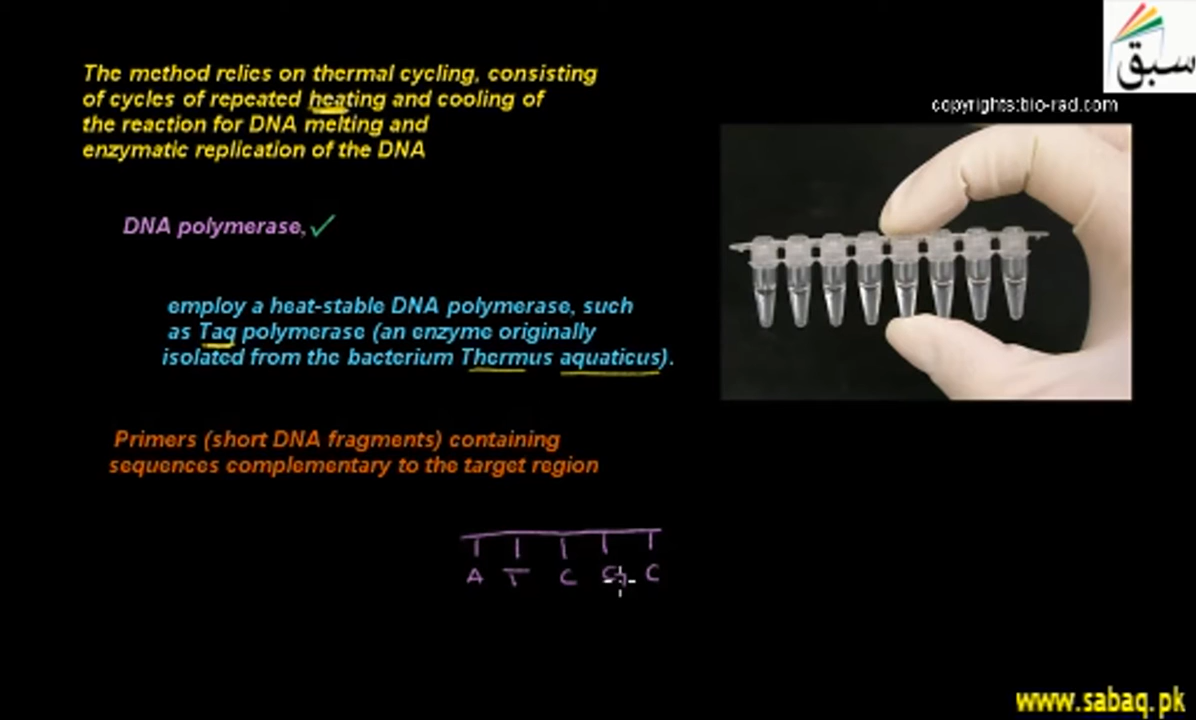 The method relies on thermal cycling, consisting
of cycles of repeated heating and cooling of
the reaction for DNA melting and
enzymatic replication of the DNA
DNA polymerase,✓
employ a heat-stable DNA polymerase, such
as Taq polymerase (an enzyme originally
isolated from the bacterium Thermus aquaticus).
Primers (short DNA fragments) containing
sequences complementary to the target region
A T C G C
سبق
copyrights:bio-rad.com
www.sabaq.pk